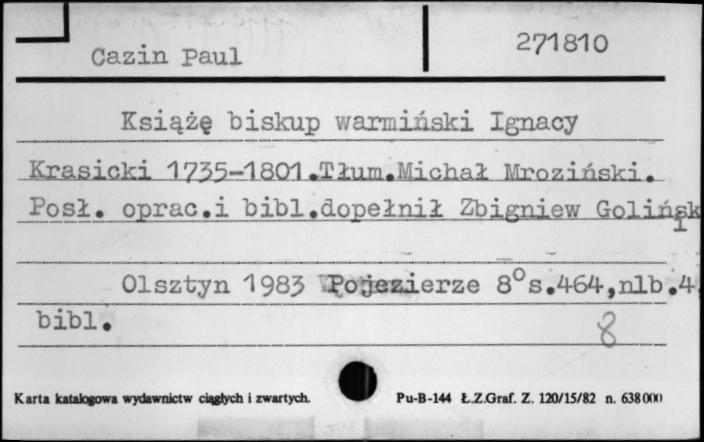 Cazin Paul
271810
Książę biskup warmiński Ignacy
Krasicki 1735-1801.Tłum.Michał Mroziński.
Posł. oprac.i bibl.dopełnił Zbigniew Golińsk
i
Olsztyn 1983 Pojezierze 8°s.464,nlb.4
bibl.
8
Karta katalogowa wydawnictw ciągłych i zwartych.
Pu-B-144 Ł.Z.Graf. Z. 120/15/82 n. 638000